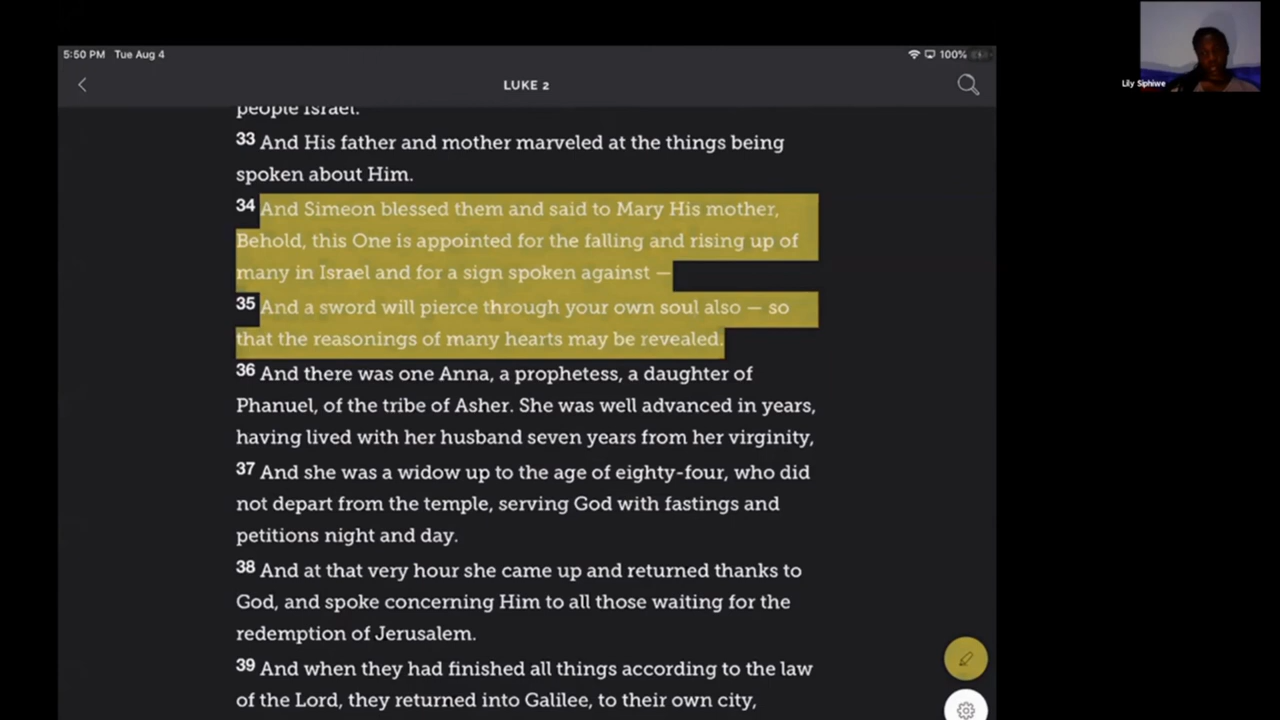 5:50 PM Tue Aug 4
100%
LUKE 2
Lily Siphiwe
people Israel.
33 And His father and mother marveled at the things being
spoken about Him.
34 And Simeon blessed them and said to Mary His mother,
Behold, this One is appointed for the falling and rising up of
many in Israel and for a sign spoken against —
35 And a sword will pierce through your own soul also — so
that the reasonings of many hearts may be revealed.
36 And there was one Anna, a prophetess, a daughter of
Phanuel, of the tribe of Asher. She was well advanced in years,
having lived with her husband seven years from her virginity,
37 And she was a widow up to the age of eighty-four, who did
not depart from the temple, serving God with fastings and
petitions night and day.
38 And at that very hour she came up and returned thanks to
God, and spoke concerning Him to all those waiting for the
redemption of Jerusalem.
39 And when they had finished all things according to the law
of the Lord, they returned into Galilee, to their own city,